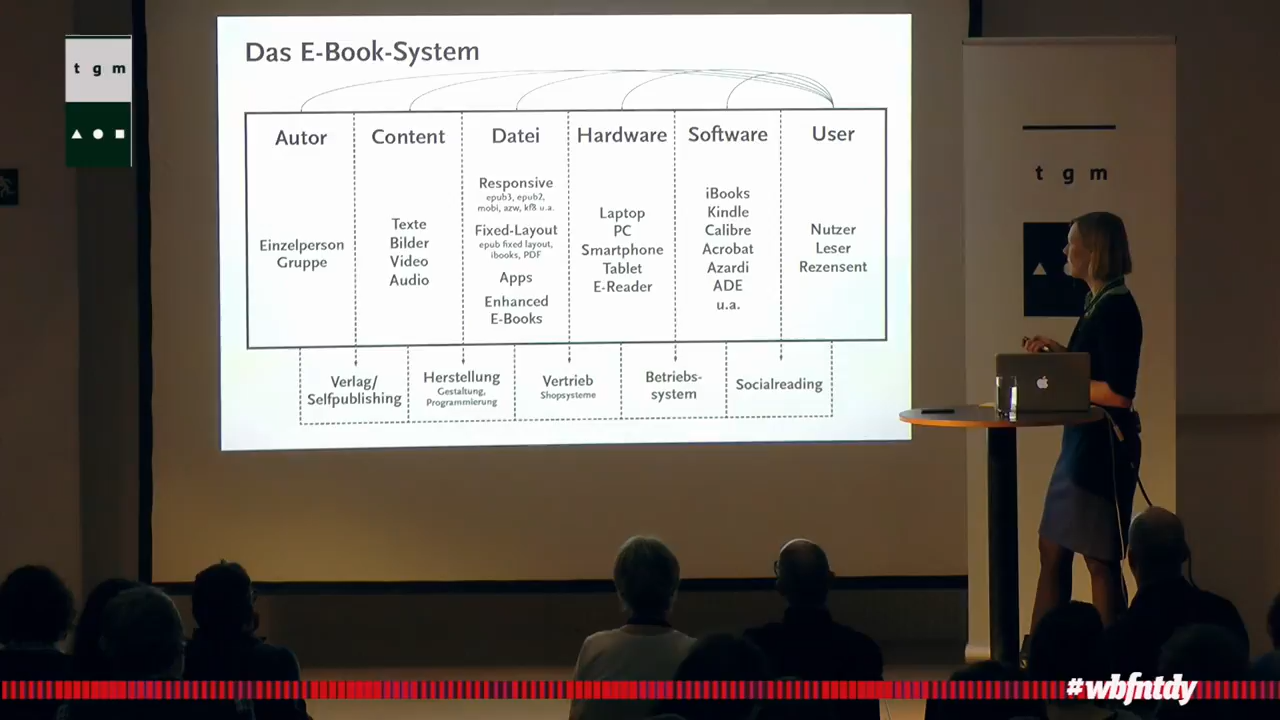 Das E-Book-System
t g m
Autor
Einzelperson
Gruppe
Content
Texte
Bilder
Video
Audio
Datei
Responsive
epub3, epub2,
mobi, azw, kf8 u.a.
Fixed-Layout
epub fixed layout,
ibooks, PDF
Apps
Enhanced
E-Books
Hardware
Laptop
PC
Smartphone
Tablet
E-Reader
Software
iBooks
Kindle
Calibre
Acrobat
Azardi
ADE
u.a.
User
Nutzer
Leser
Rezensent
Verlag/
Selfpublishing
Herstellung
Gestaltung,
Programmierung
Vertrieb
Shopsysteme
Betriebs-
system
Socialreading
t g m
#wbfntdy